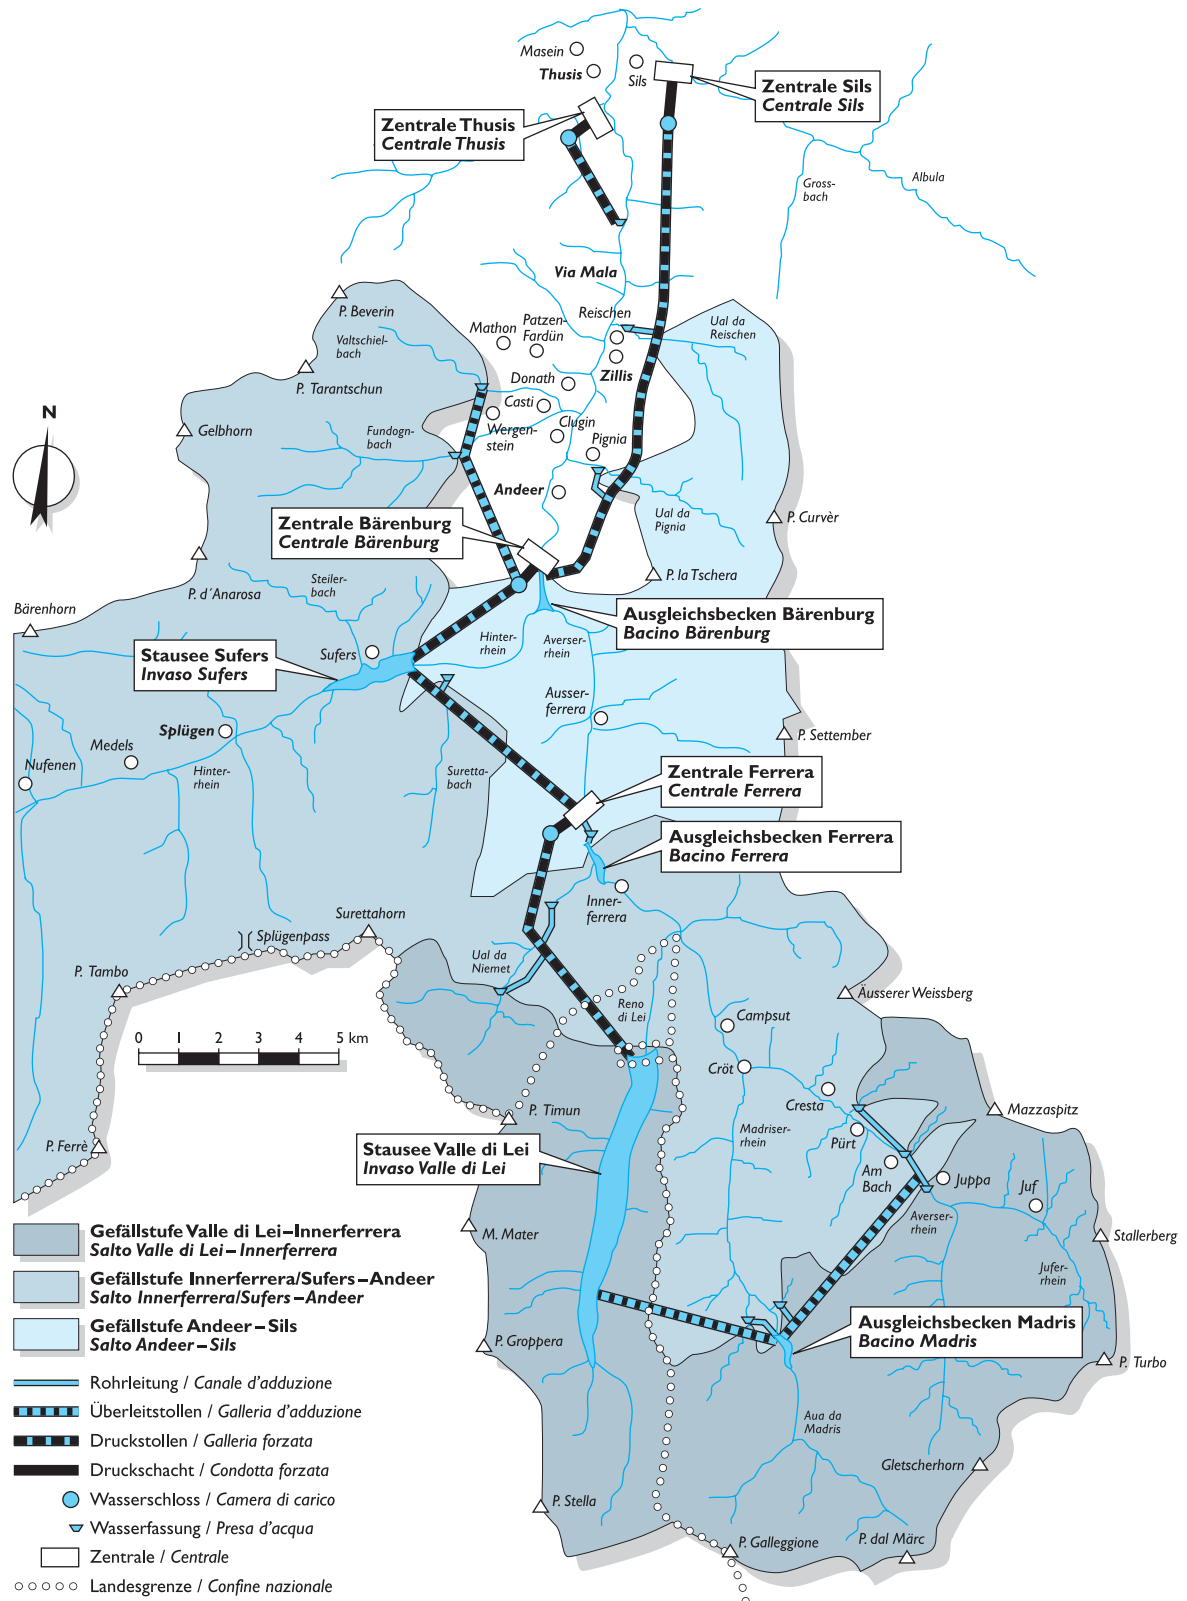 Masein
Thusis
Sils
Zentrale Sils
Centrale Sils
Zentrale Thusis
Centrale Thusis
Gross-
bach
Albula
Via Mala
P. Beverin
Valtschiel-
bach
Mathon
Patzen-
Fardün
Reischen
Ual da
Reischen
P. Tarantschun
Donath
Zillis
Casti
Wergen-
stein
Clugin
Pignia
N
Gelbhorn
Fundogn-
bach
Andeer
Ual da
Pignia
P. Curvèr
Zentrale Bärenburg
Centrale Bärenburg
P. la Tschera
P. d´Anarosa
Steiler-
bach
Bärenhorn
Ausgleichsbecken Bärenburg
Bacino Bärenburg
Hinter-
rhein
Averser-
rhein
Sufers
Stausee Sufers
Invaso Sufers
Ausser-
ferrera
Splügen
P. Settember
Medels
Nufenen
Hinter-
rhein
Suretta-
bach
Zentrale Ferrera
Centrale Ferrera
Ausgleichsbecken Ferrera
Bacino Ferrera
Inner-
ferrera
Surettahorn
Splügenpass
Ual da
Niemet
P. Tambo
Äusserer Weissberg
Reno
di Lei
Campsut
0 1 2 3 4 5 km
Cröt
Cresta
P. Timun
Mazzaspitz
Pürt
Madriser-
rhein
P. Ferrè
Stausee Valle di Lei
Invaso Valle di Lei
Am
Bach
Juppa
Juf
Averser-
rhein
M. Mater
Stallerberg
Jufer-
rhein
Gefällstufe Valle di Lei–Innerferrera
Salto Valle di Lei – Innerferrera
Gefällstufe Innerferrera/Sufers–Andeer
Salto Innerferrera/Sufers–Andeer
Gefällstufe Andeer–Sils
Salto Andeer–Sils
Ausgleichsbecken Madris
Bacino Madris
P. Groppera
P. Turbo
Rohrleitung / Canale d'adduzione
Überleitstollen / Galleria d'adduzione
Druckstollen / Galleria forzata
Druckschacht / Condotta forzata
Wasserschloss / Camera di carico
Wasserfassung / Presa d'acqua
Zentrale / Centrale
Landesgrenze / Confine nazionale
Aua da
Madris
Gletscherhorn
P. Stella
P. Galleggione
P. dal Märc